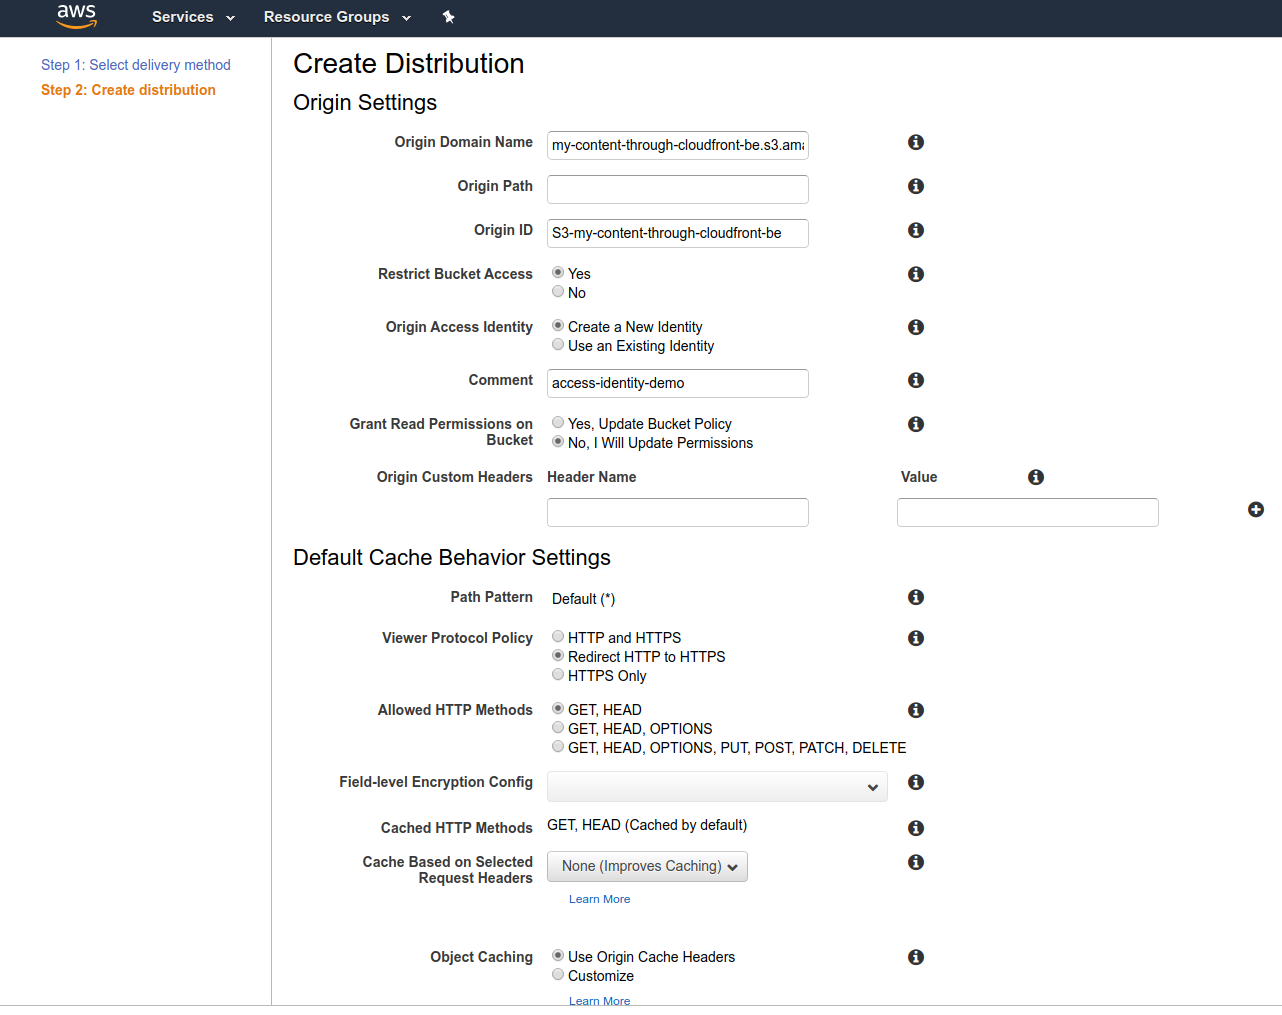 aws Services Resource Groups
Step 1: Select delivery method
Step 2: Create distribution
Create Distribution
Origin Settings
Origin Domain Name my-content-through-cloudfront-be.s3.ama
Origin Path
Origin ID S3-my-content-through-cloudfront-be
Restrict Bucket Access Yes
No
Origin Access Identity Create a New Identity
Use an Existing Identity
Comment access-identity-demo
Grant Read Permissions on Bucket Yes, Update Bucket Policy
No, I Will Update Permissions
Origin Custom Headers Header Name Value
Default Cache Behavior Settings
Path Pattern Default (*)
Viewer Protocol Policy HTTP and HTTPS
Redirect HTTP to HTTPS
HTTPS Only
Allowed HTTP Methods GET, HEAD
GET, HEAD, OPTIONS
GET, HEAD, OPTIONS, PUT, POST, PATCH, DELETE
Field-level Encryption Config
Cached HTTP Methods GET, HEAD (Cached by default)
Cache Based on Selected Request Headers None (Improves Caching)
Learn More
Object Caching Use Origin Cache Headers
Customize
Learn More